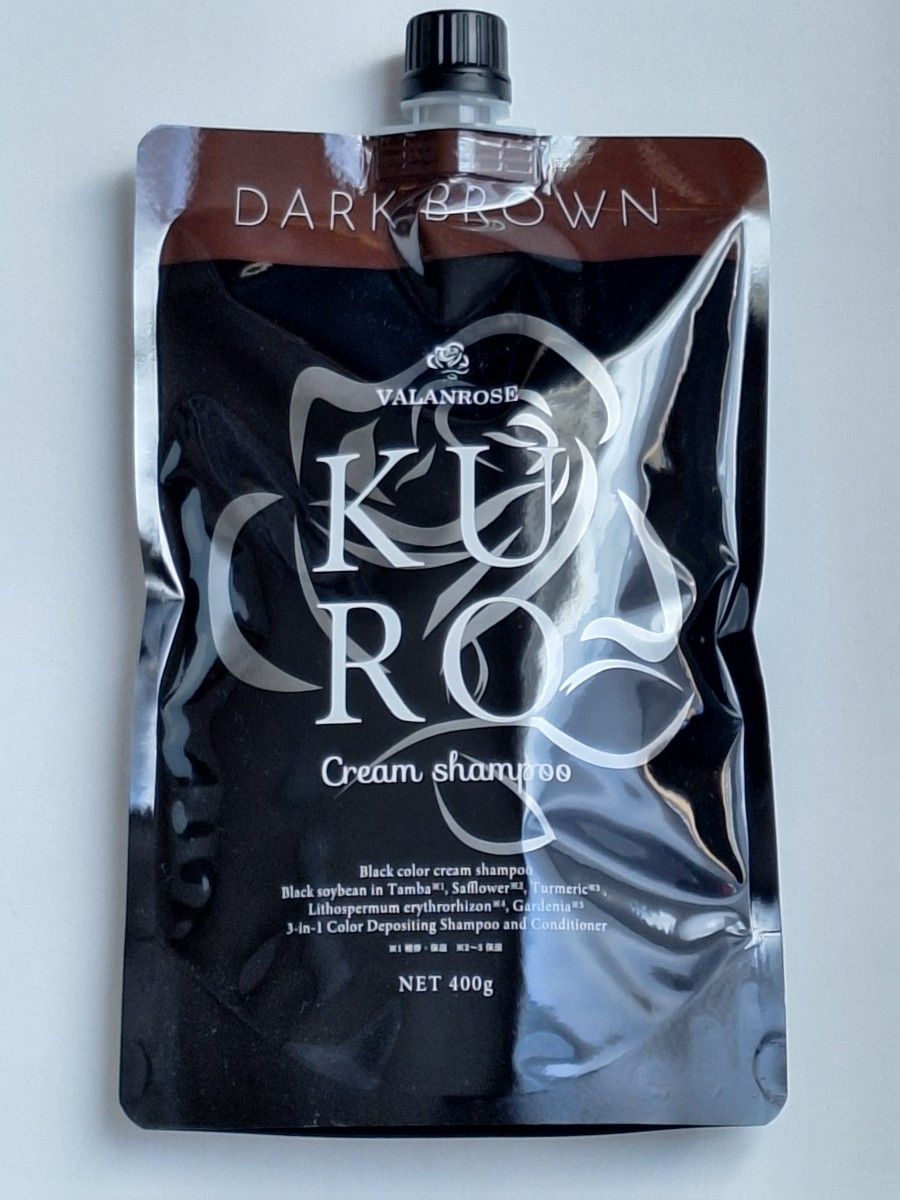 DARK BROWN
VALANROSE
KU
RO
Cream shampoo
Black color cream shampoo
Black soybean in Tamba※1, Safflower※2, Turmeric※3,
Lithospermum erythrorhizon※4, Gardenia※5
3-in-1 Color Depositing Shampoo and Conditioner
NET 400g